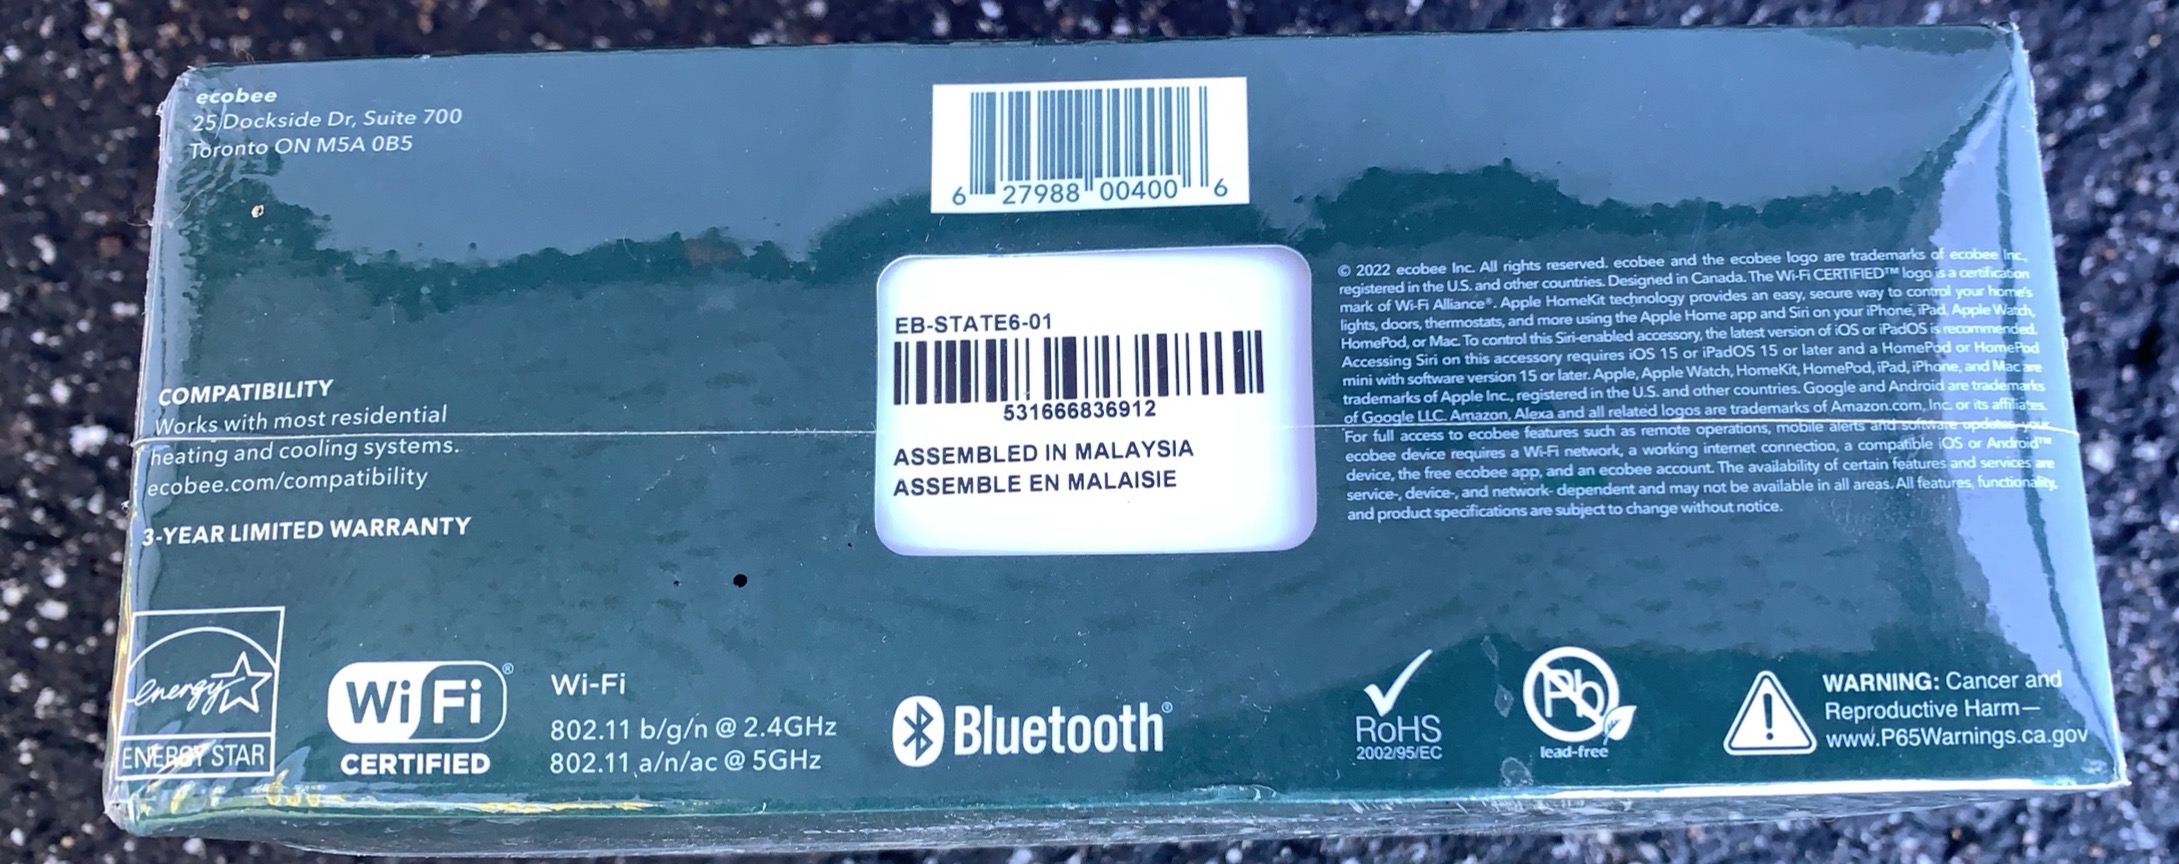 ecobee
25 Dockside Dr, Suite 700
Toronto ON M5A 0B5
6 27988 00400 6
COMPATIBILITY
Works with most residential
heating and cooling systems.
ecobee.com/compatibility
3-YEAR LIMITED WARRANTY
EB-STATE6-01
531666836912
ASSEMBLED IN MALAYSIA
ASSEMBLE EN MALAISIE
© 2022 ecobee Inc. All rights reserved. ecobee and the ecobee logo are trademarks of ecobee Inc.,
registered in the U.S. and other countries. Designed in Canada. The Wi-Fi CERTIFIED™ logo is a certification
mark of Wi-Fi Alliance®. Apple HomeKit technology provides an easy, secure way to control your home's
lights, doors, thermostats, and more using the Apple Home app and Siri on your iPhone, iPad, Apple Watch,
HomePod, or Mac. To control this Siri-enabled accessory, the latest version of iOS or iPadOS is recommended.
Accessing Siri on this accessory requires iOS 15 or iPadOS 15 or later and a HomePod or HomePod
mini with software version 15 or later. Apple, Apple Watch, HomeKit, HomePod, iPad, iPhone, and Mac are
trademarks of Apple Inc., registered in the U.S. and other countries. Google and Android are trademarks
of Google LLC. Amazon, Alexa and all related logos are trademarks of Amazon.com, Inc. or its affiliates.
For full access to ecobee features such as remote operations, mobile alerts and software updates your
ecobee device requires a Wi-Fi network, a working internet connection, a compatible iOS or Android™
device, the free ecobee app, and an ecobee account. The availability of certain features and services are
service-, device-, and network- dependent and may not be available in all areas. All features, functionality,
and product specifications are subject to change without notice.
energy
ENERGY STAR
Wi Fi®
CERTIFIED
Wi-Fi
802.11 b/g/n @ 2.4GHz
802.11 a/n/ac @ 5GHz
Bluetooth®
RoHS
2002/95/EC
Pb
lead-free
WARNING: Cancer and
Reproductive Harm—
www.P65Warnings.ca.gov